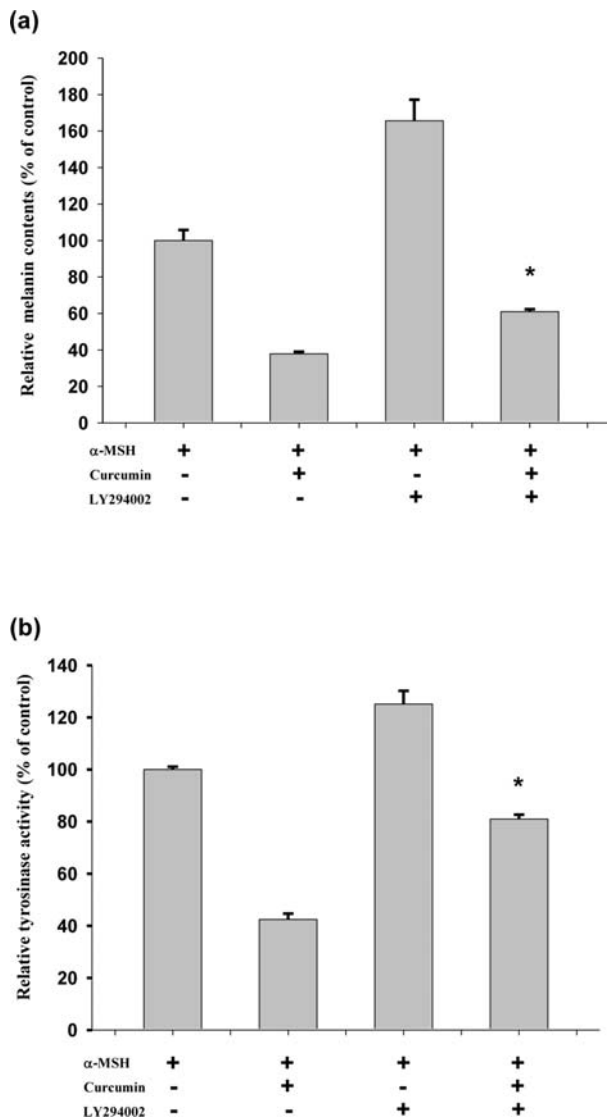 (a)
Relative melanin contents (% of control)
200
180
160
140
120
100
80
60
40
20
0
*
α-MSH + + + +
Curcumin - + - +
LY294002 - - + +
(b)
Relative tyrosinase activity (% of control)
140
120
100
80
60
40
20
0
*
α-MSH + + + +
Curcumin - + - +
LY294002 - - + +